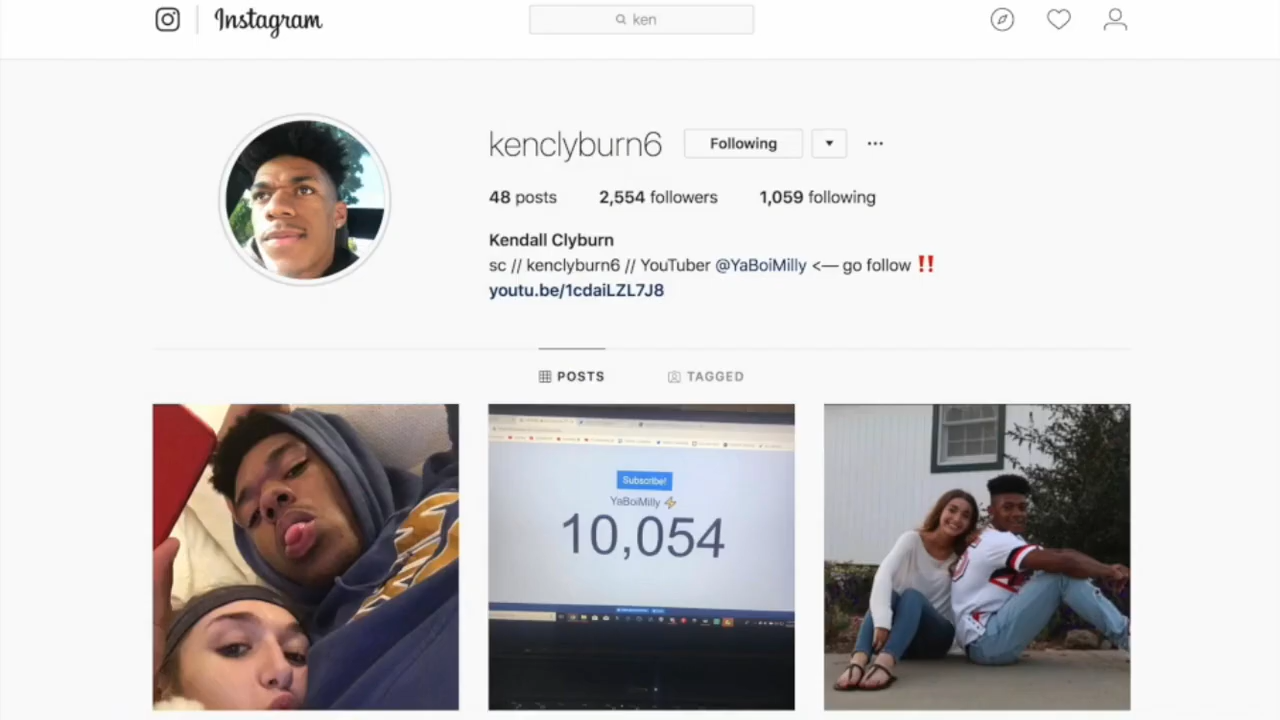 Instagram
ken
kenclyburn6 Following
48 posts 2,554 followers 1,059 following
Kendall Clyburn
sc // kenclyburn6 // YouTuber @YaBoiMilly <— go follow ‼️
youtu.be/1cdaiLZL7J8
POSTS TAGGED
Subscribe!
YaBoiMilly ⚡
10,054